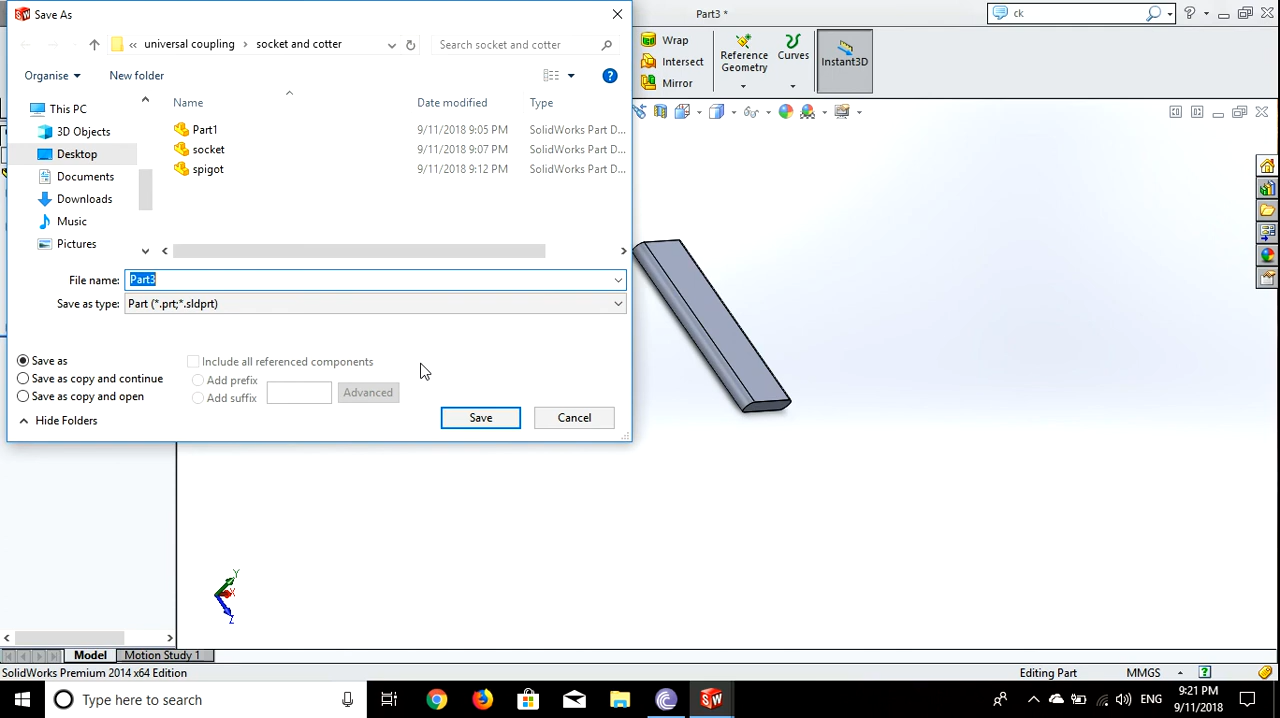 Save As
Part3 *
ck
universal coupling
socket and cotter
Search socket and cotter
Organise
New folder
Wrap
Intersect
Mirror
Reference Geometry
Curves
Instant3D
This PC
3D Objects
Desktop
Documents
Downloads
Music
Pictures
Name
Date modified
Type
Part1
9/11/2018 9:05 PM
SolidWorks Part D...
socket
9/11/2018 9:07 PM
SolidWorks Part D...
spigot
9/11/2018 9:12 PM
SolidWorks Part D...
File name:
Part3
Save as type:
Part (*.prt;*.sldprt)
Save as
Save as copy and continue
Save as copy and open
Include all referenced components
Add prefix
Add suffix
Advanced
Hide Folders
Save
Cancel
Y
X
Z
Model
Motion Study 1
SolidWorks Premium 2014 x64 Edition
Editing Part
MMGS
Type here to search
ENG
9:21 PM
9/11/2018